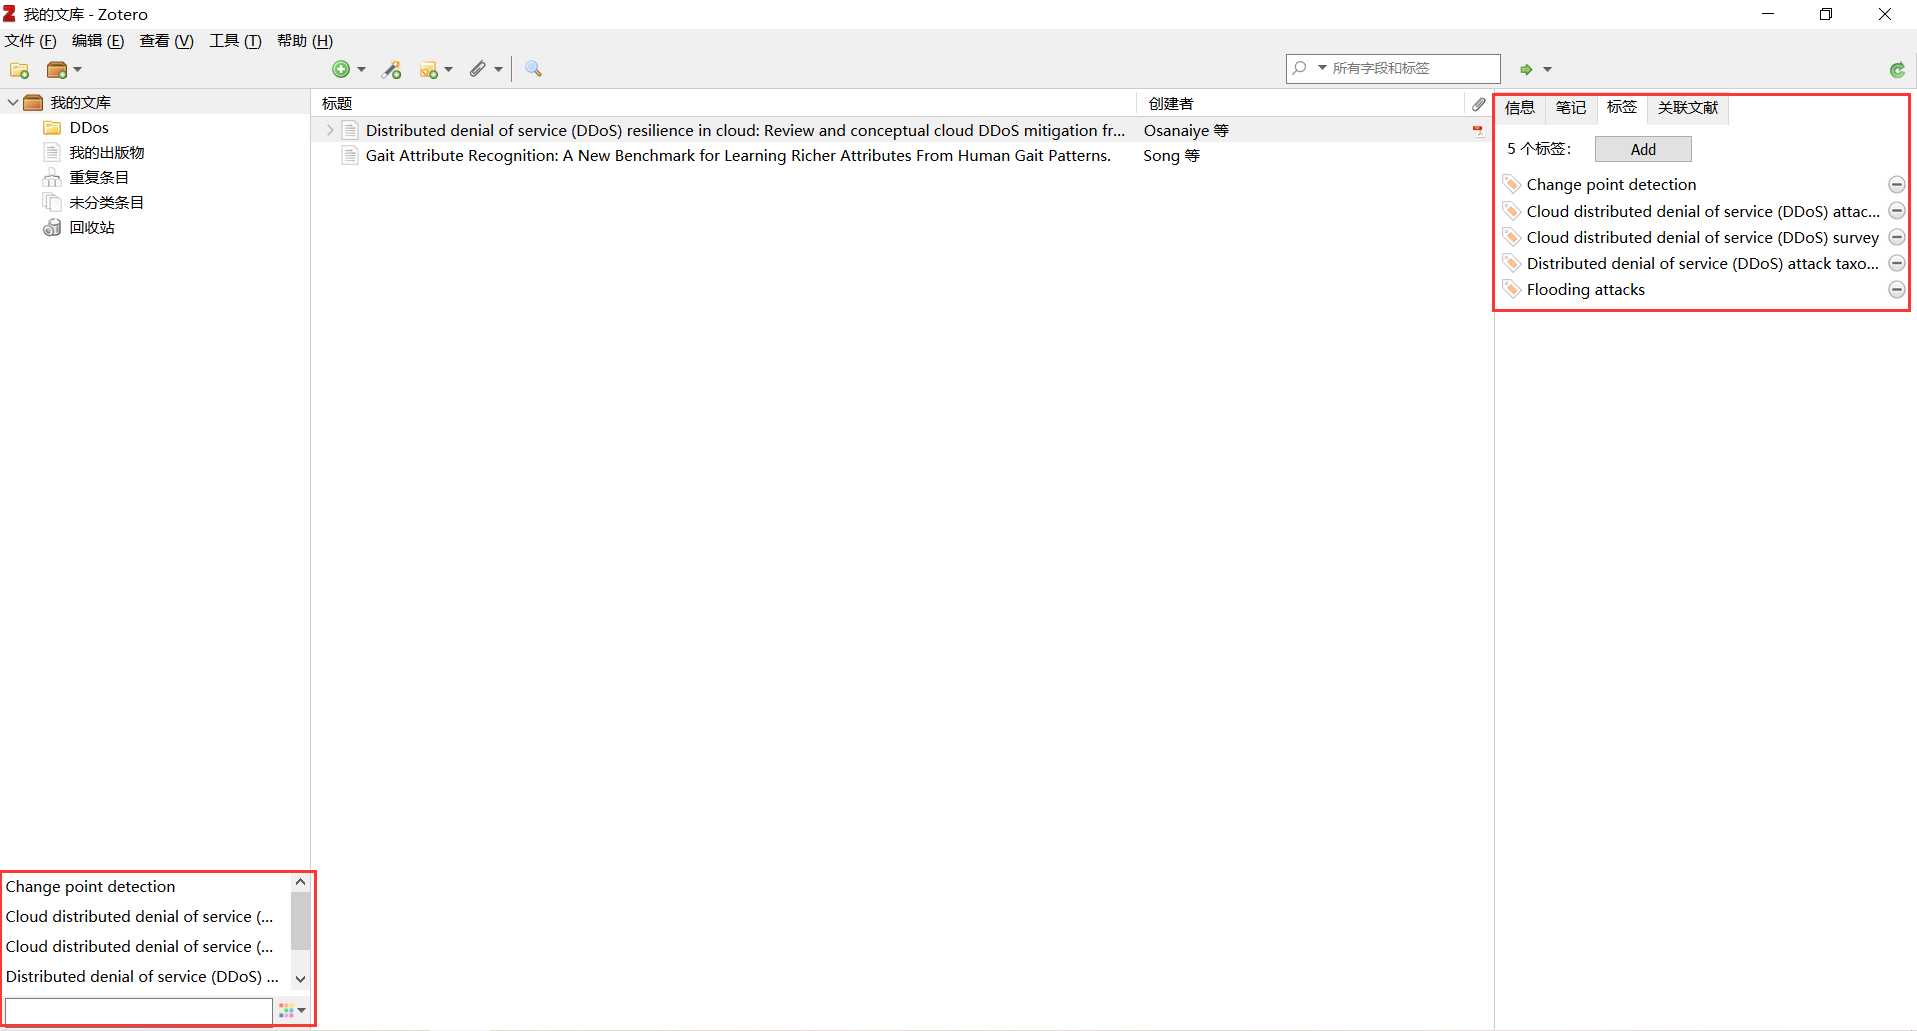 我的文库 - Zotero
文件 (F) 编辑 (E) 查看 (V) 工具 (T) 帮助 (H)
所有字段和标签
我的文库
DDos
我的出版物
重复条目
未分类条目
回收站
标题 创建者
Distributed denial of service (DDoS) resilience in cloud: Review and conceptual cloud DDoS mitigation fr... Osanaiye 等
Gait Attribute Recognition: A New Benchmark for Learning Richer Attributes From Human Gait Patterns. Song 等
信息 笔记 标签 关联文献
5 个标签: Add
Change point detection
Cloud distributed denial of service (DDoS) attac...
Cloud distributed denial of service (DDoS) survey
Distributed denial of service (DDoS) attack taxo...
Flooding attacks
Change point detection
Cloud distributed denial of service (...
Cloud distributed denial of service (...
Distributed denial of service (DDoS) ...